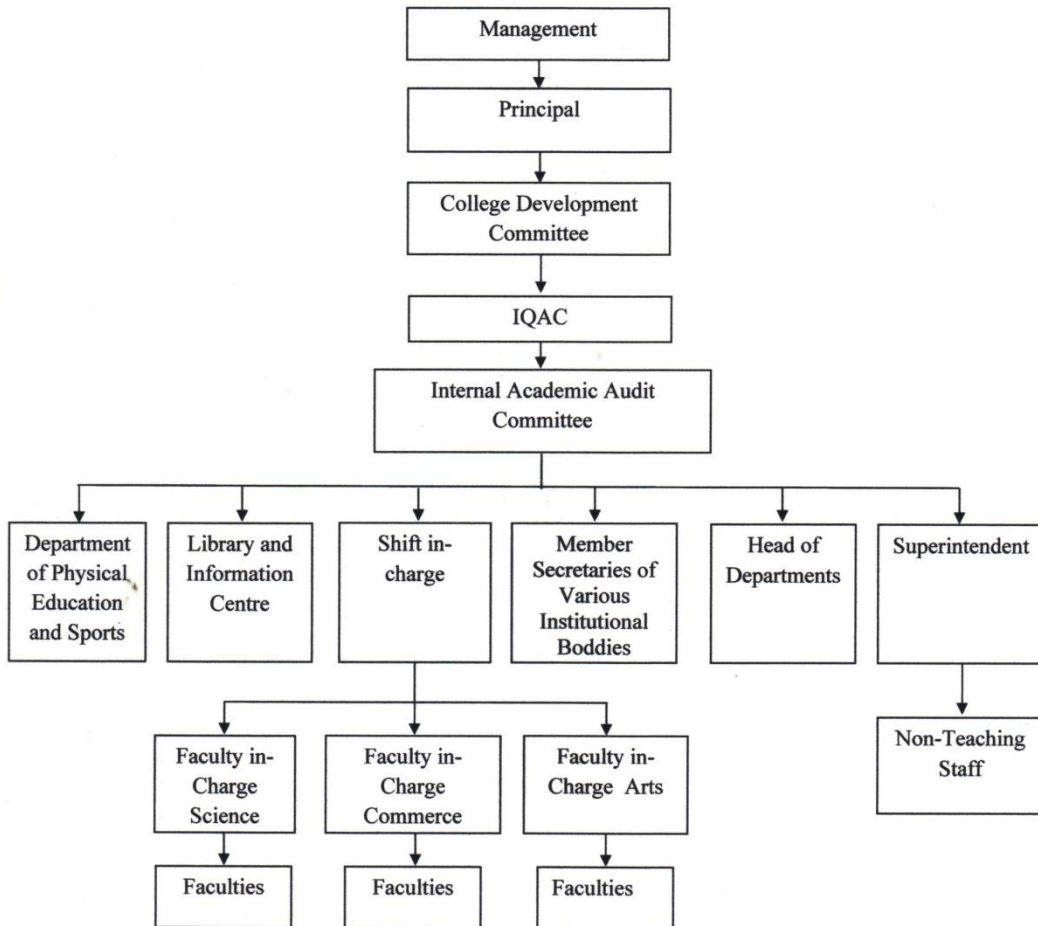 Management
Principal
College Development
Committee
IQAC
Internal Academic Audit
Committee
Department
of Physical
Education
and Sports
Library and
Information
Centre
Shift in-
charge
Member
Secretaries of
Various
Institutional
Boddies
Head of
Departments
Superintendent
Faculty in-
Charge
Science
Faculty in-
Charge
Commerce
Faculty in-
Charge Arts
Non-Teaching
Staff
Faculties
Faculties
Faculties